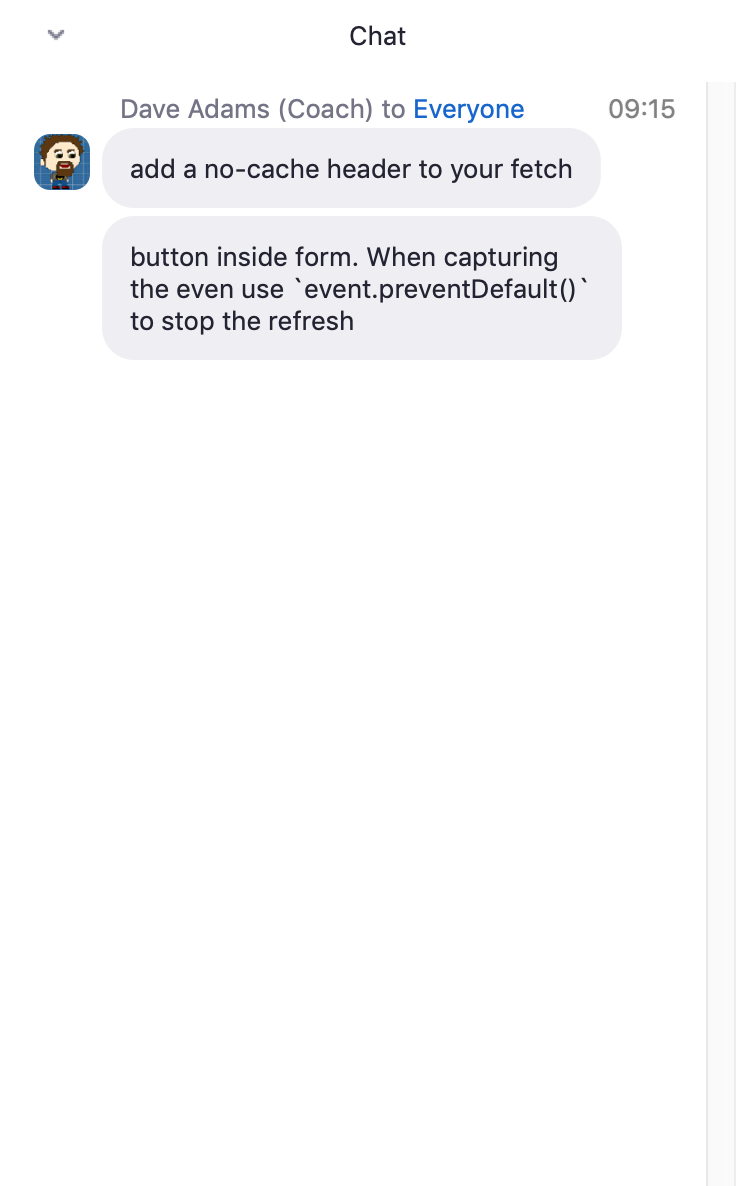 Chat
Dave Adams (Coach) to Everyone 09:15
add a no-cache header to your fetch
button inside form. When capturing
the even use `event.preventDefault()`
to stop the refresh